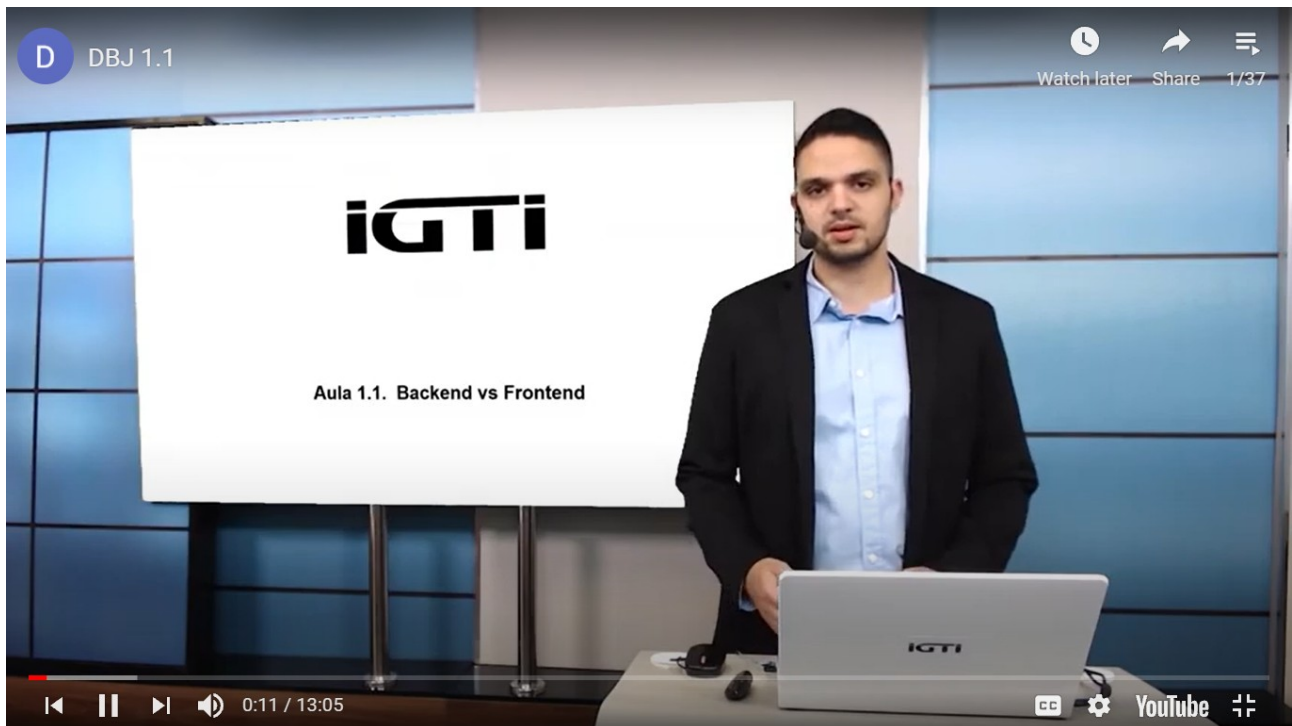 D
DBJ 1.1
Watch later
Share
1/37
iGTi
Aula 1.1. Backend vs Frontend
iGTi
0:11 / 13:05
CC
YouTube